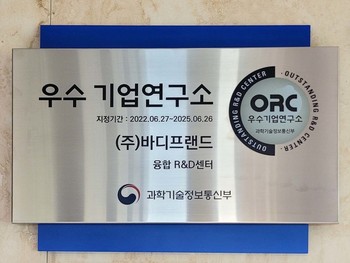 우수 기업연구소
지정기간 : 2022.06.27~2025.06.26
(주)바디프랜드
융합 R&D센터
과학기술정보통신부
· OUTSTANDING R&D CENTER · OUTSTANDING R&D CENTER
ORC
우수기업연구소
과학기술정보통신부